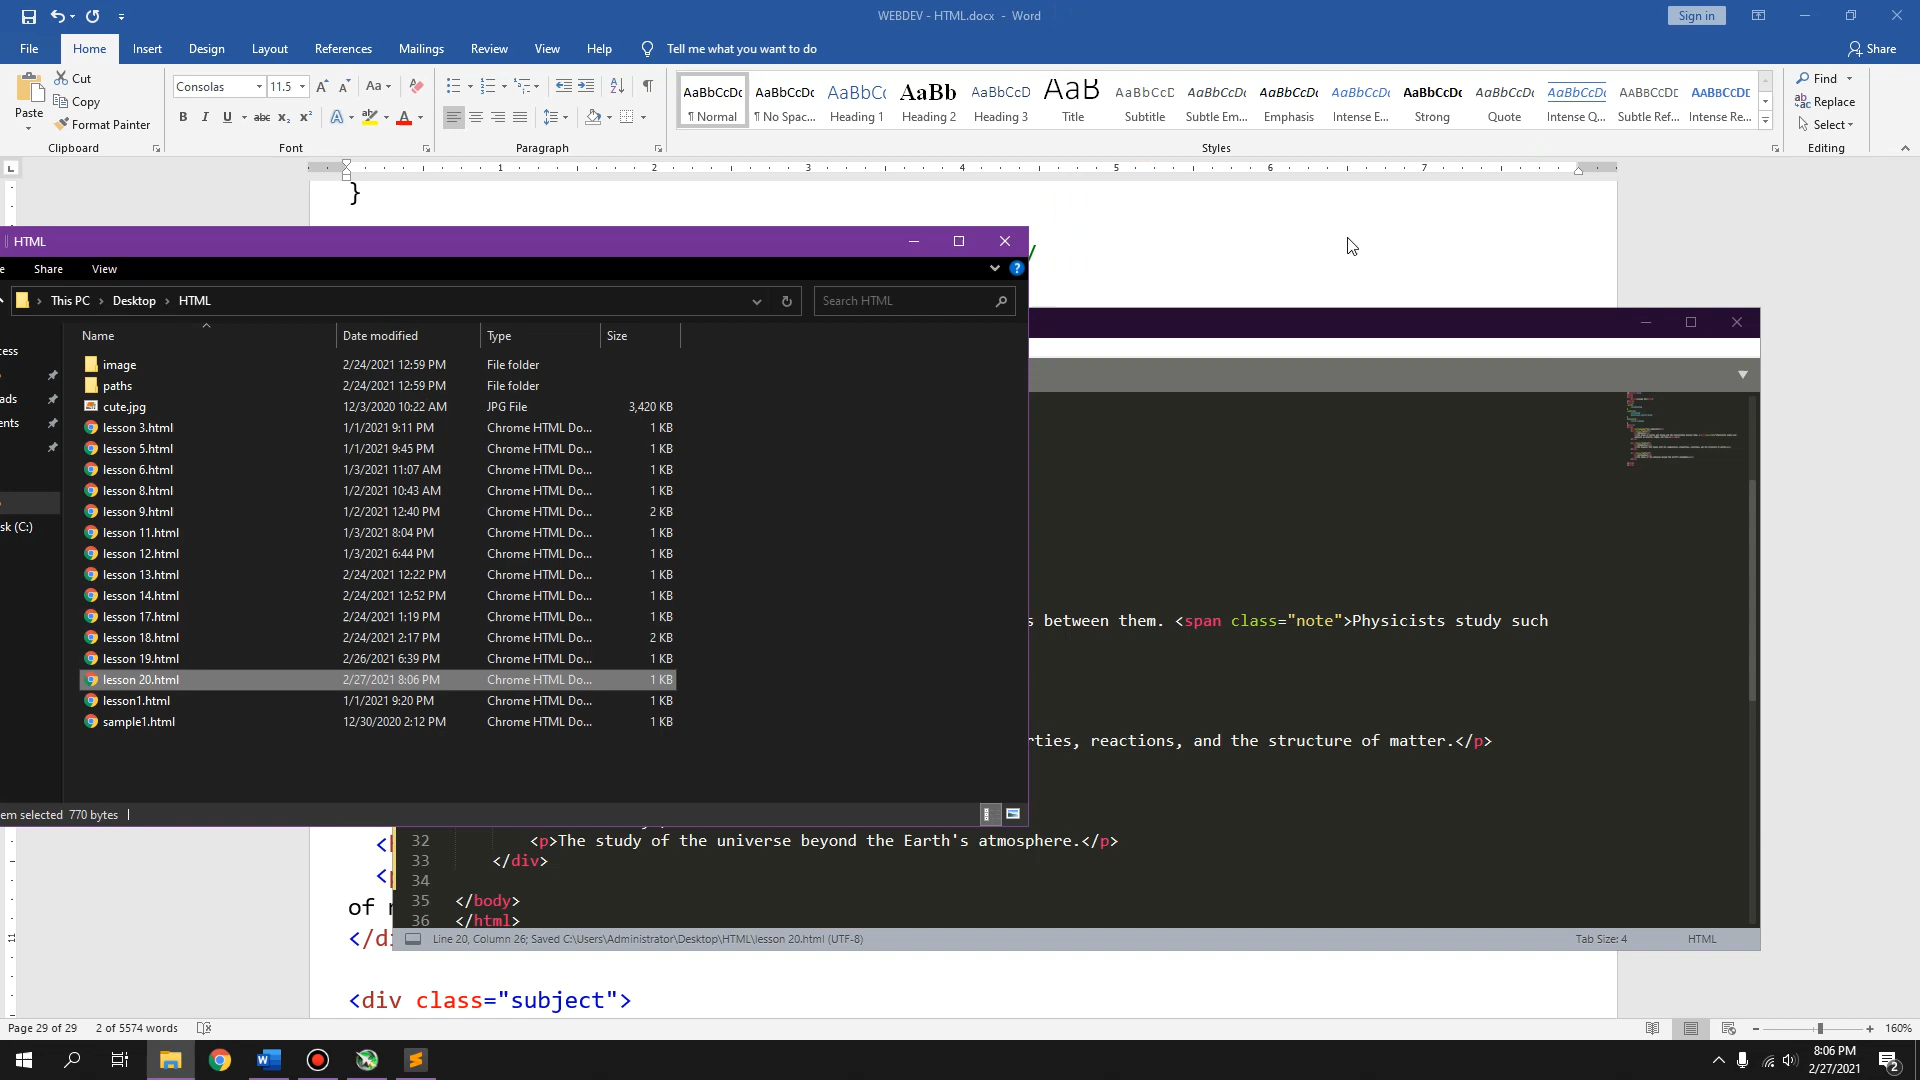 WEBDEV - HTML.docx - Word
Sign in
File Home Insert Design Layout References Mailings Review View Help Tell me what you want to do
Share
Paste
Cut
Copy
Format Painter
Clipboard
Consolas 11.5
Font
Paragraph
AaBbCcDc AaBbCcDc AaBbCc AaBb AaBbCcD AaB AaBbCcD AaBbCcDc AaBbCcDc AaBbCcDc AaBbCcDc AaBbCcDc AaBbCcDc AABBCCDE AABBCCDE
¶ Normal ¶ No Spac... Heading 1 Heading 2 Heading 3 Title Subtitle Subtle Em... Emphasis Intense E... Strong Quote Intense Q... Subtle Ref... Intense Re...
Styles
Find
Replace
Select
Editing
1 2 3 4 5 6 7
}
HTML
Share View
This PC Desktop HTML
Search HTML
Name Date modified Type Size
image 2/24/2021 12:59 PM File folder
paths 2/24/2021 12:59 PM File folder
cute.jpg 12/3/2020 10:22 AM JPG File 3,420 KB
lesson 3.html 1/1/2021 9:11 PM Chrome HTML Do... 1 KB
lesson 5.html 1/1/2021 9:45 PM Chrome HTML Do... 1 KB
lesson 6.html 1/3/2021 11:07 AM Chrome HTML Do... 1 KB
lesson 8.html 1/2/2021 10:43 AM Chrome HTML Do... 1 KB
lesson 9.html 1/2/2021 12:40 PM Chrome HTML Do... 2 KB
lesson 11.html 1/3/2021 8:04 PM Chrome HTML Do... 1 KB
lesson 12.html 1/3/2021 6:44 PM Chrome HTML Do... 1 KB
lesson 13.html 2/24/2021 12:22 PM Chrome HTML Do... 1 KB
lesson 14.html 2/24/2021 12:52 PM Chrome HTML Do... 1 KB
lesson 17.html 2/24/2021 1:19 PM Chrome HTML Do... 1 KB
lesson 18.html 2/24/2021 2:17 PM Chrome HTML Do... 2 KB
lesson 19.html 2/26/2021 6:39 PM Chrome HTML Do... 1 KB
lesson 20.html 2/27/2021 8:06 PM Chrome HTML Do... 1 KB
lesson1.html 1/1/2021 9:20 PM Chrome HTML Do... 1 KB
sample1.html 12/30/2020 2:12 PM Chrome HTML Do... 1 KB
cess
ads
ents
sk (C:)
em selected 770 bytes
s between them. <span class="note">Physicists study such
rties, reactions, and the structure of matter.</p>
32 <p>The study of the universe beyond the Earth's atmosphere.</p>
33 </div>
34
35 </body>
36 </html>
Line 20, Column 26; Saved C:\Users\Administrator\Desktop\HTML\lesson 20.html (UTF-8)
Tab Size: 4
HTML
of
</di
<div class="subject">
Page 29 of 29 2 of 5574 words
160%
8:06 PM
2/27/2021
2